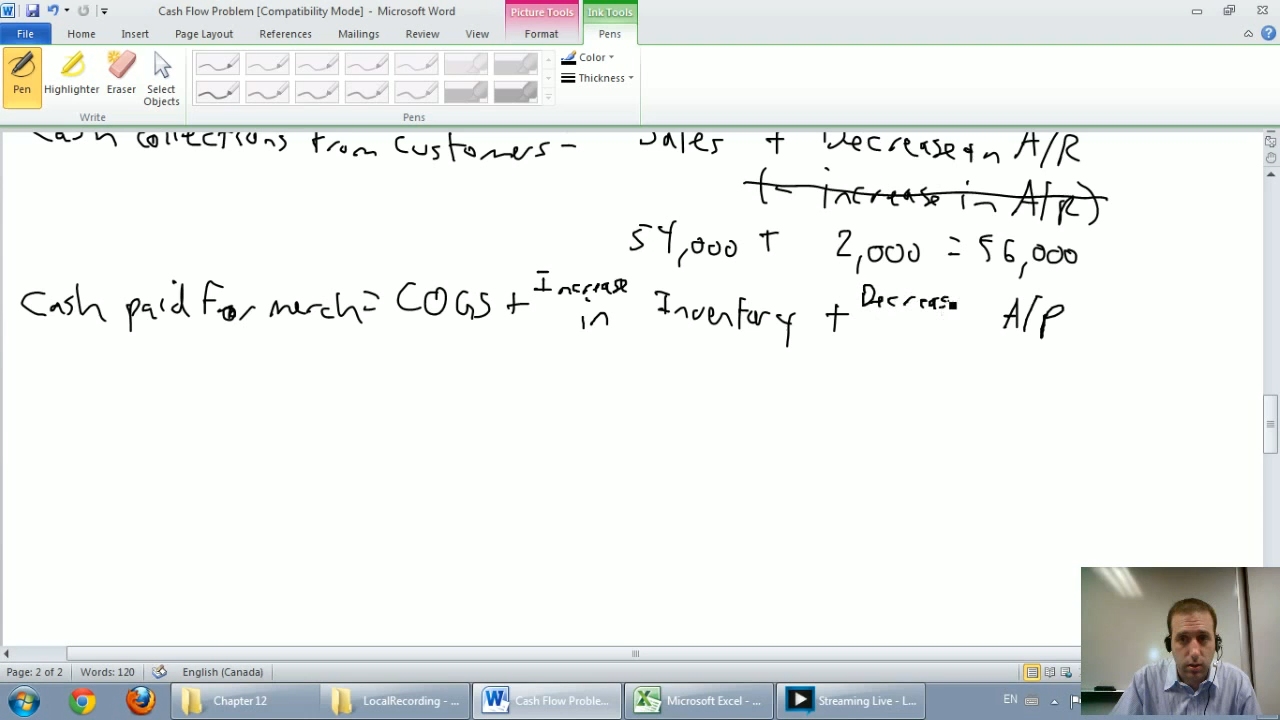 Cash Flow Problem [Compatibility Mode] - Microsoft Word
Picture Tools Ink Tools
File Home Insert Page Layout References Mailings Review View Format Pens
Pen Highlighter Eraser Select Objects
Color
Thickness
Write Pens
Cash collections from customers = Sales + Decrease in A/R
(- increase in A/R)
54,000 + 2,000 = 56,000
Cash paid for merch = COGS + Increase in Inventory + Decreas A/P
Page: 2 of 2 Words: 120 English (Canada)
Chapter 12 LocalRecording - ... Cash Flow Proble... Microsoft Excel - ... Streaming Live - L... EN